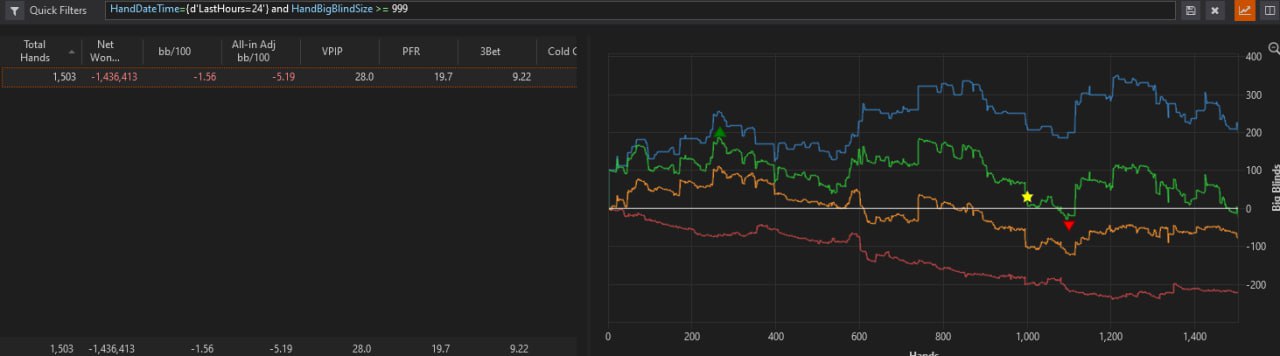 Quick Filters HandDateTime={d'LastHours=24'} and HandBigBlindSize >= 999
Total Hands Net Won... bb/100 All-in Adj bb/100 VPIP PFR 3Bet Cold C
1,503 -1,436,413 -1.56 -5.19 28.0 19.7 9.22
1,503 -1,436,413 -1.56 -5.19 28.0 19.7 9.22
400
300
200
100
0
-100
-200
Big Blinds
0 200 400 600 800 1,000 1,200 1,400
Hands